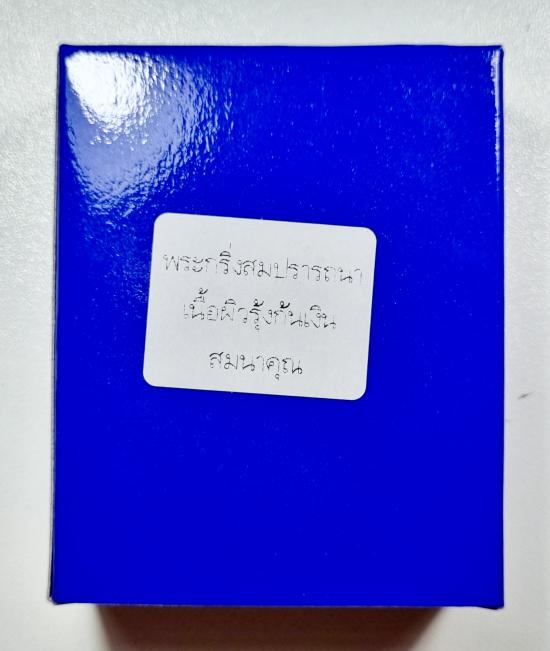 พระกริ่งสมปรารถนา
เนื้อผิวรุ้งก้นเงิน
สมนาคุณ